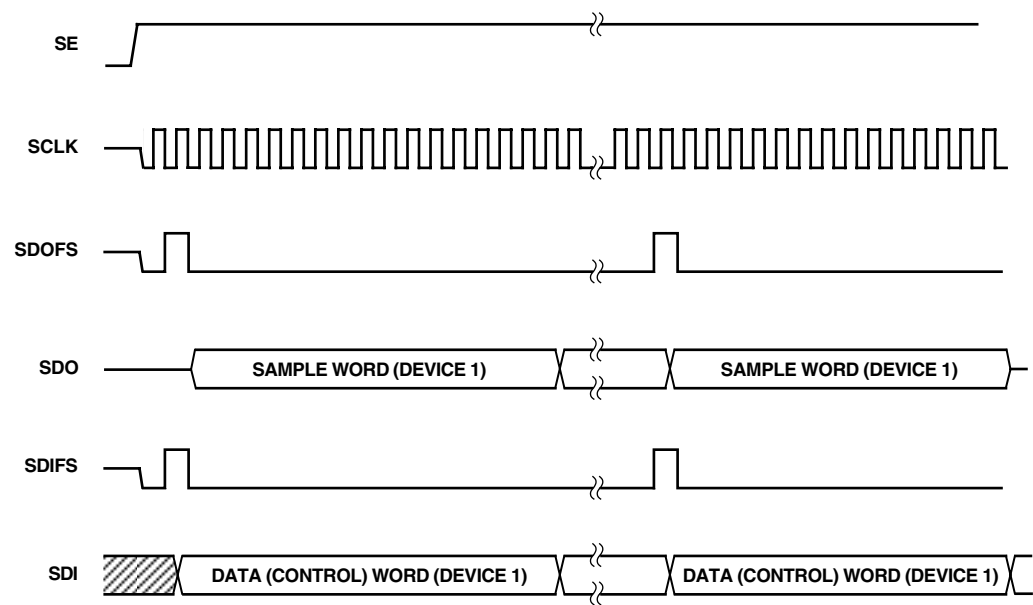 SE
SCLK
SDOFS
SDO
SAMPLE WORD (DEVICE 1)
SAMPLE WORD (DEVICE 1)
SDIFS
SDI
DATA (CONTROL) WORD (DEVICE 1)
DATA (CONTROL) WORD (DEVICE 1)